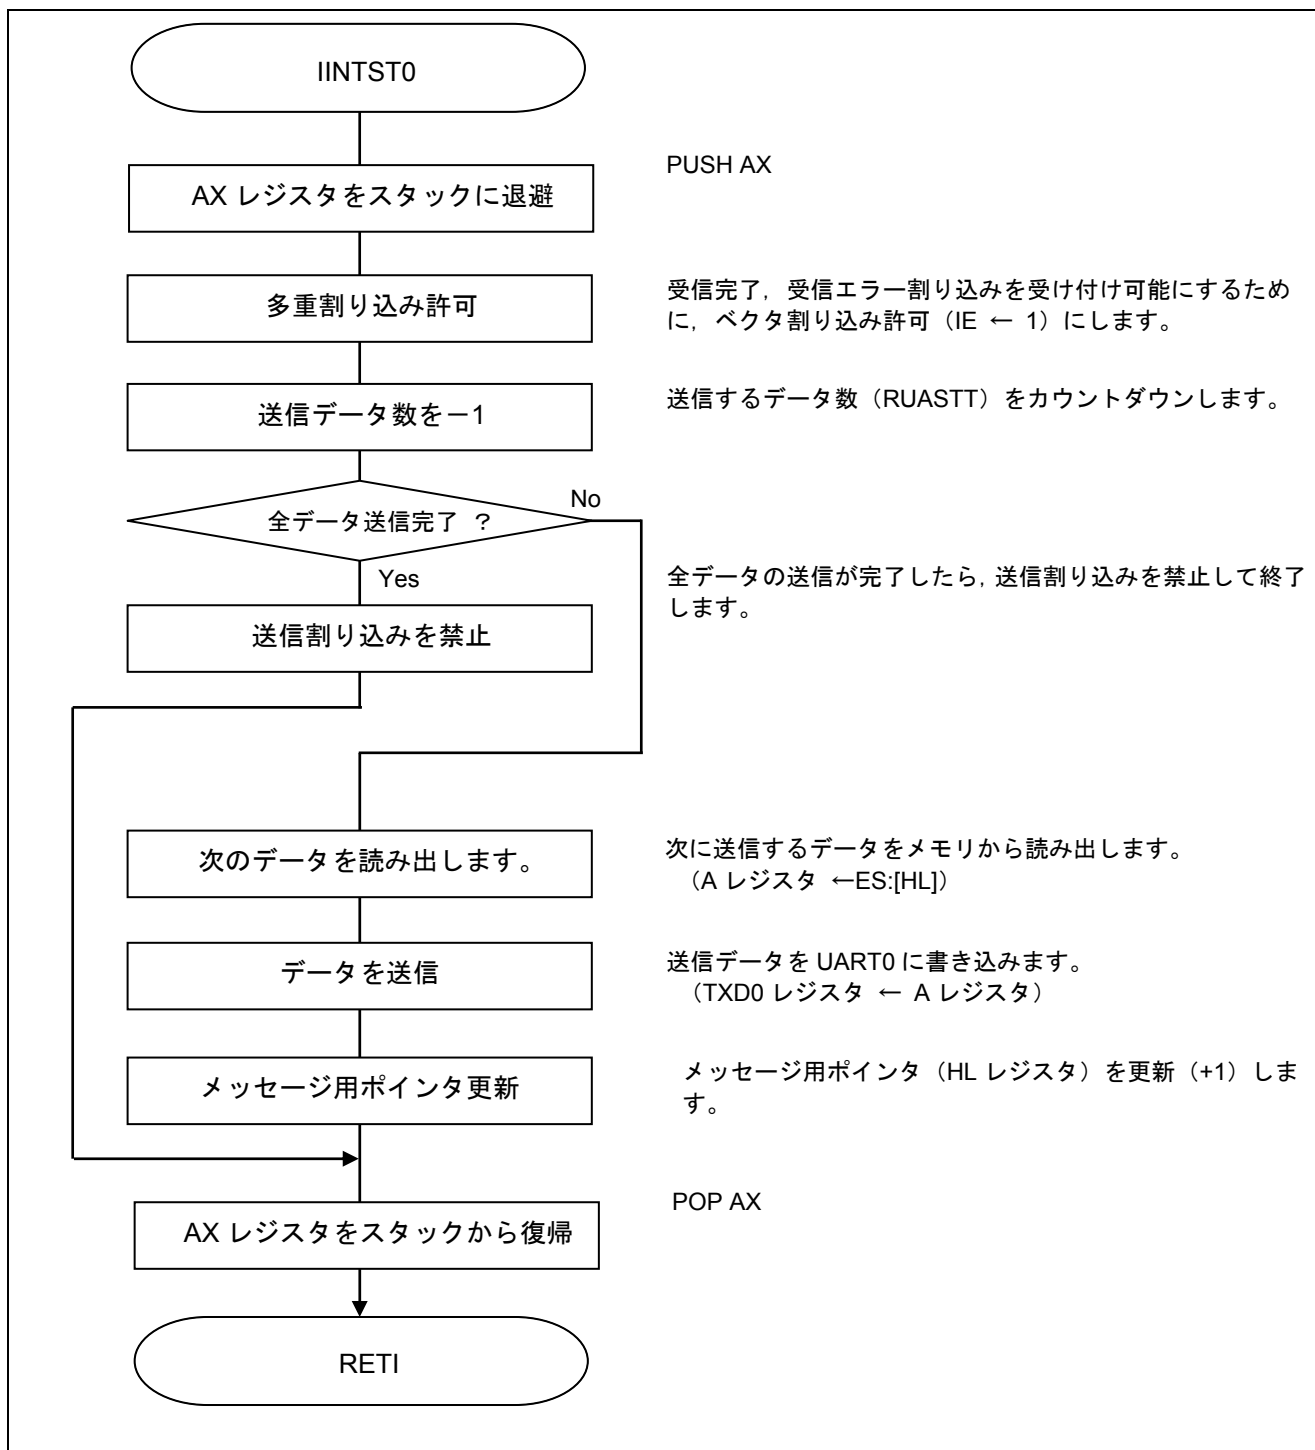 IINTST0
PUSH AX
AX レジスタをスタックに退避
多重割り込み許可
受信完了，受信エラー割り込みを受け付け可能にするため
に，ベクタ割り込み許可（IE ← 1）にします。
送信データ数を－1
送信するデータ数（RUASTT）をカウントダウンします。
No
全データ送信完了 ？
Yes
全データの送信が完了したら，送信割り込みを禁止して終了
します。
送信割り込みを禁止
次のデータを読み出します。
次に送信するデータをメモリから読み出します。
（A レジスタ ←ES:[HL]）
データを送信
送信データを UART0 に書き込みます。
（TXD0 レジスタ ← A レジスタ）
メッセージ用ポインタ更新
メッセージ用ポインタ（HL レジスタ）を更新（+1）しま
す。
POP AX
AX レジスタをスタックから復帰
RETI